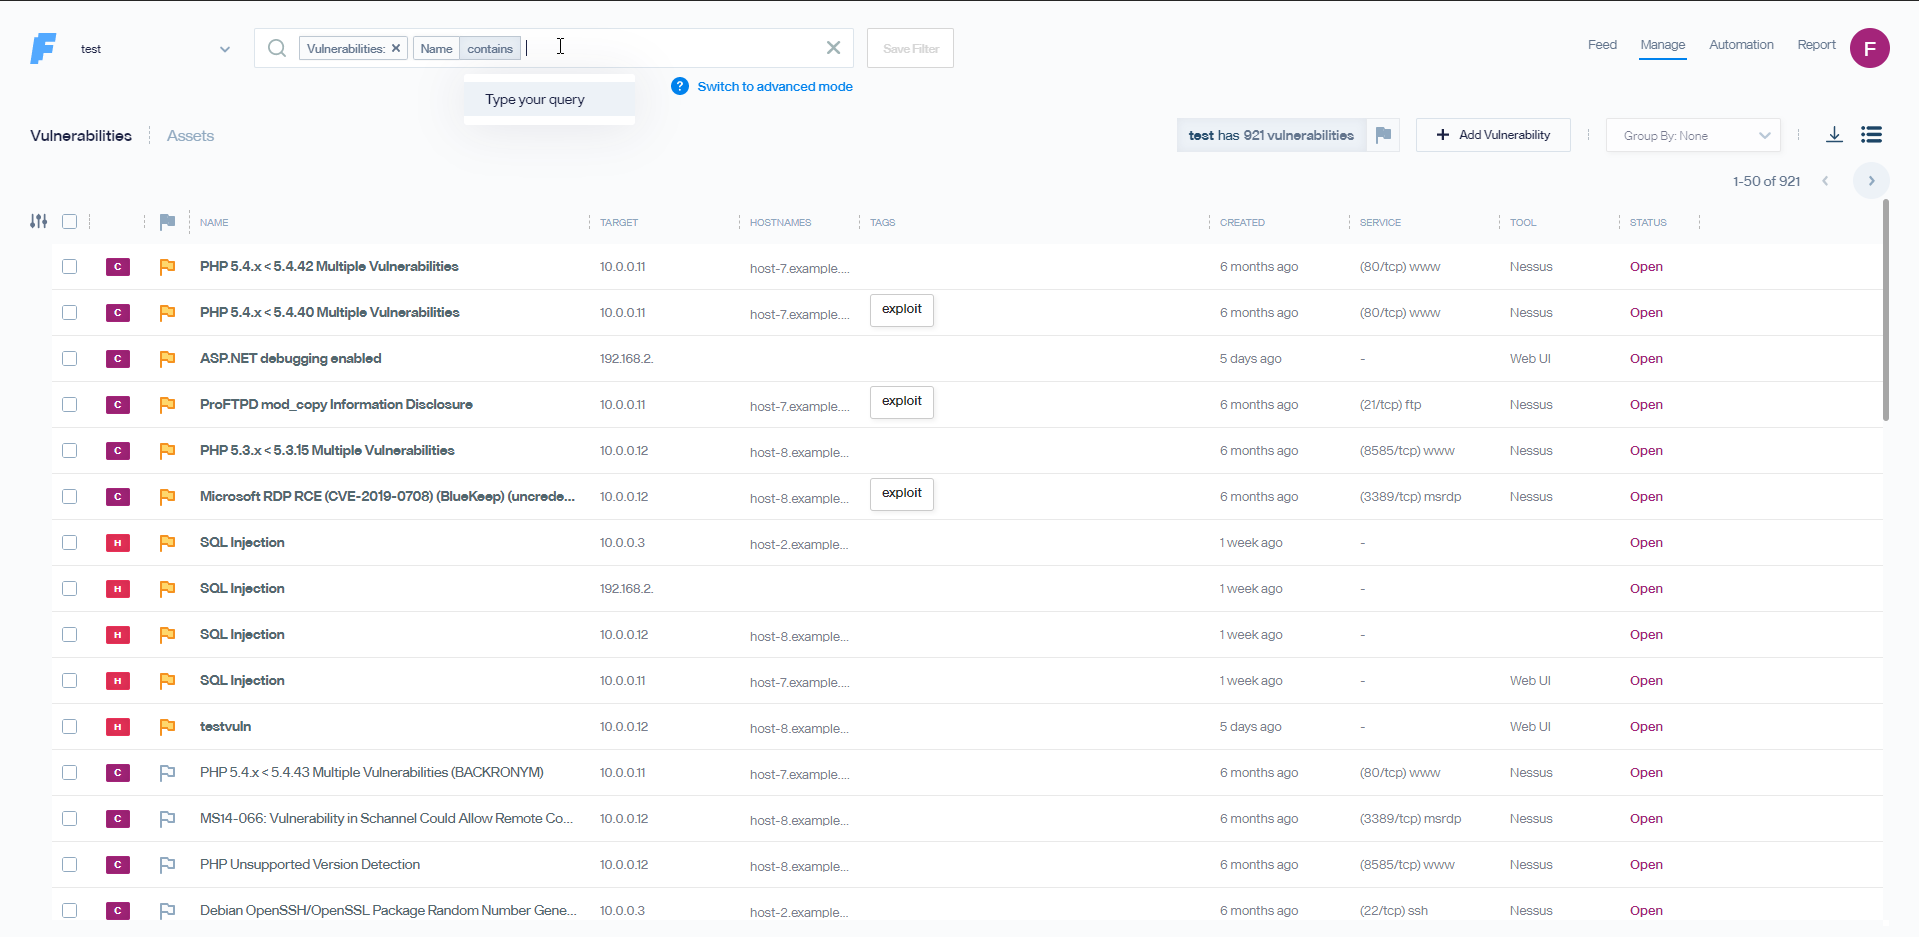 test
Vulnerabilities: ×
Name contains
Save Filter
Feed
Manage
Automation
Report
F
Type your query
? Switch to advanced mode
Vulnerabilities
Assets
test has 921 vulnerabilities
+ Add Vulnerability
Group By: None
1-50 of 921
NAME TARGET HOSTNAMES TAGS CREATED SERVICE TOOL STATUS
C PHP 5.4.x < 5.4.42 Multiple Vulnerabilities 10.0.0.11 host-7.example.... 6 months ago (80/tcp) www Nessus Open
C PHP 5.4.x < 5.4.40 Multiple Vulnerabilities 10.0.0.11 host-7.example.... exploit 6 months ago (80/tcp) www Nessus Open
C ASP.NET debugging enabled 192.168.2. 5 days ago - Web UI Open
C ProFTPD mod_copy Information Disclosure 10.0.0.11 host-7.example.... exploit 6 months ago (21/tcp) ftp Nessus Open
C PHP 5.3.x < 5.3.15 Multiple Vulnerabilities 10.0.0.12 host-8.example... 6 months ago (8585/tcp) www Nessus Open
C Microsoft RDP RCE (CVE-2019-0708) (BlueKeep) (uncrede... 10.0.0.12 host-8.example... exploit 6 months ago (3389/tcp) msrdp Nessus Open
H SQL Injection 10.0.0.3 host-2.example... 1 week ago - Open
H SQL Injection 192.168.2. 1 week ago - Open
H SQL Injection 10.0.0.12 host-8.example... 1 week ago - Open
H SQL Injection 10.0.0.11 host-7.example.... 1 week ago - Web UI Open
H testvuln 10.0.0.12 host-8.example... 5 days ago - Web UI Open
C PHP 5.4.x < 5.4.43 Multiple Vulnerabilities (BACKRONYM) 10.0.0.11 host-7.example.... 6 months ago (80/tcp) www Nessus Open
C MS14-066: Vulnerability in Schannel Could Allow Remote Co... 10.0.0.12 host-8.example... 6 months ago (3389/tcp) msrdp Nessus Open
C PHP Unsupported Version Detection 10.0.0.12 host-8.example... 6 months ago (8585/tcp) www Nessus Open
C Debian OpenSSH/OpenSSL Package Random Number Gene... 10.0.0.3 host-2.example... 6 months ago (22/tcp) ssh Nessus Open